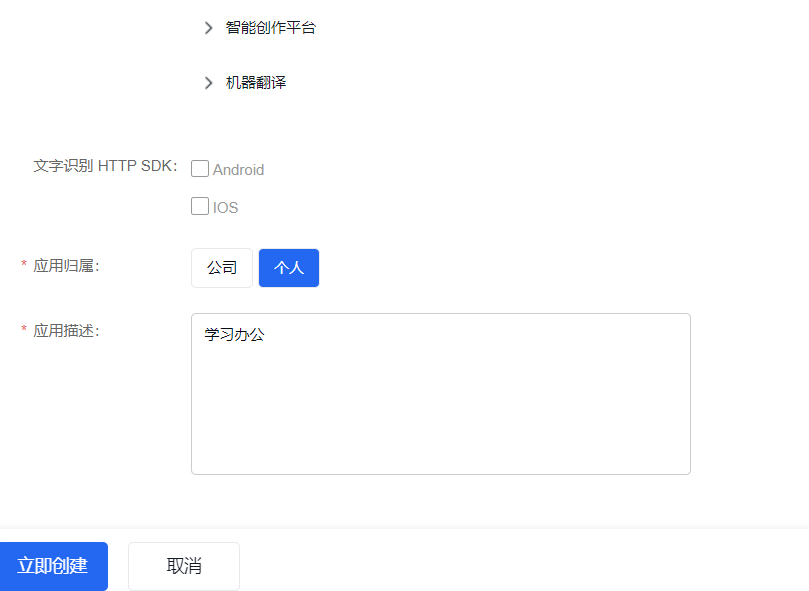 智能创作平台
机器翻译
文字识别 HTTP SDK：
Android
IOS
* 应用归属：
公司 个人
* 应用描述：
学习办公
立即创建 取消